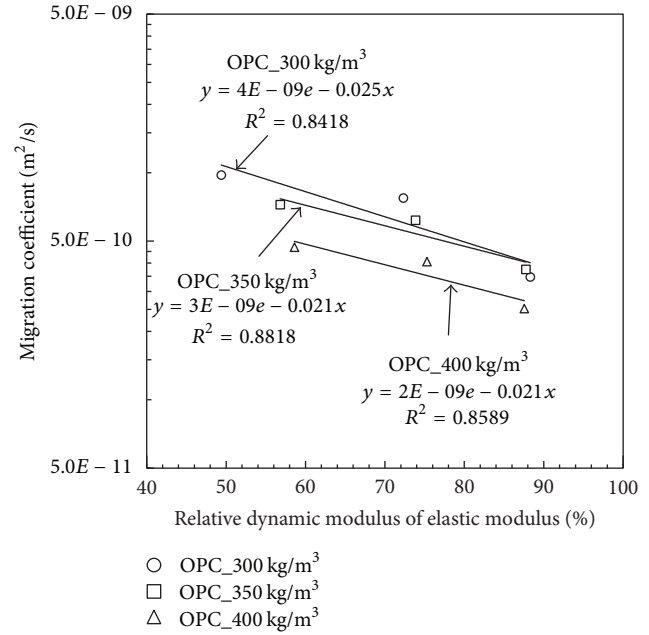 5.0E − 09
OPC_300 kg/m³
y = 4E − 09e − 0.025x
R² = 0.8418
Migration coefficient (m²/s)
5.0E − 10
OPC_350 kg/m³
y = 3E − 09e − 0.021x
R² = 0.8818
OPC_400 kg/m³
y = 2E − 09e − 0.021x
R² = 0.8589
5.0E − 11
40 50 60 70 80 90 100
Relative dynamic modulus of elastic modulus (%)
OPC_300 kg/m³
OPC_350 kg/m³
OPC_400 kg/m³